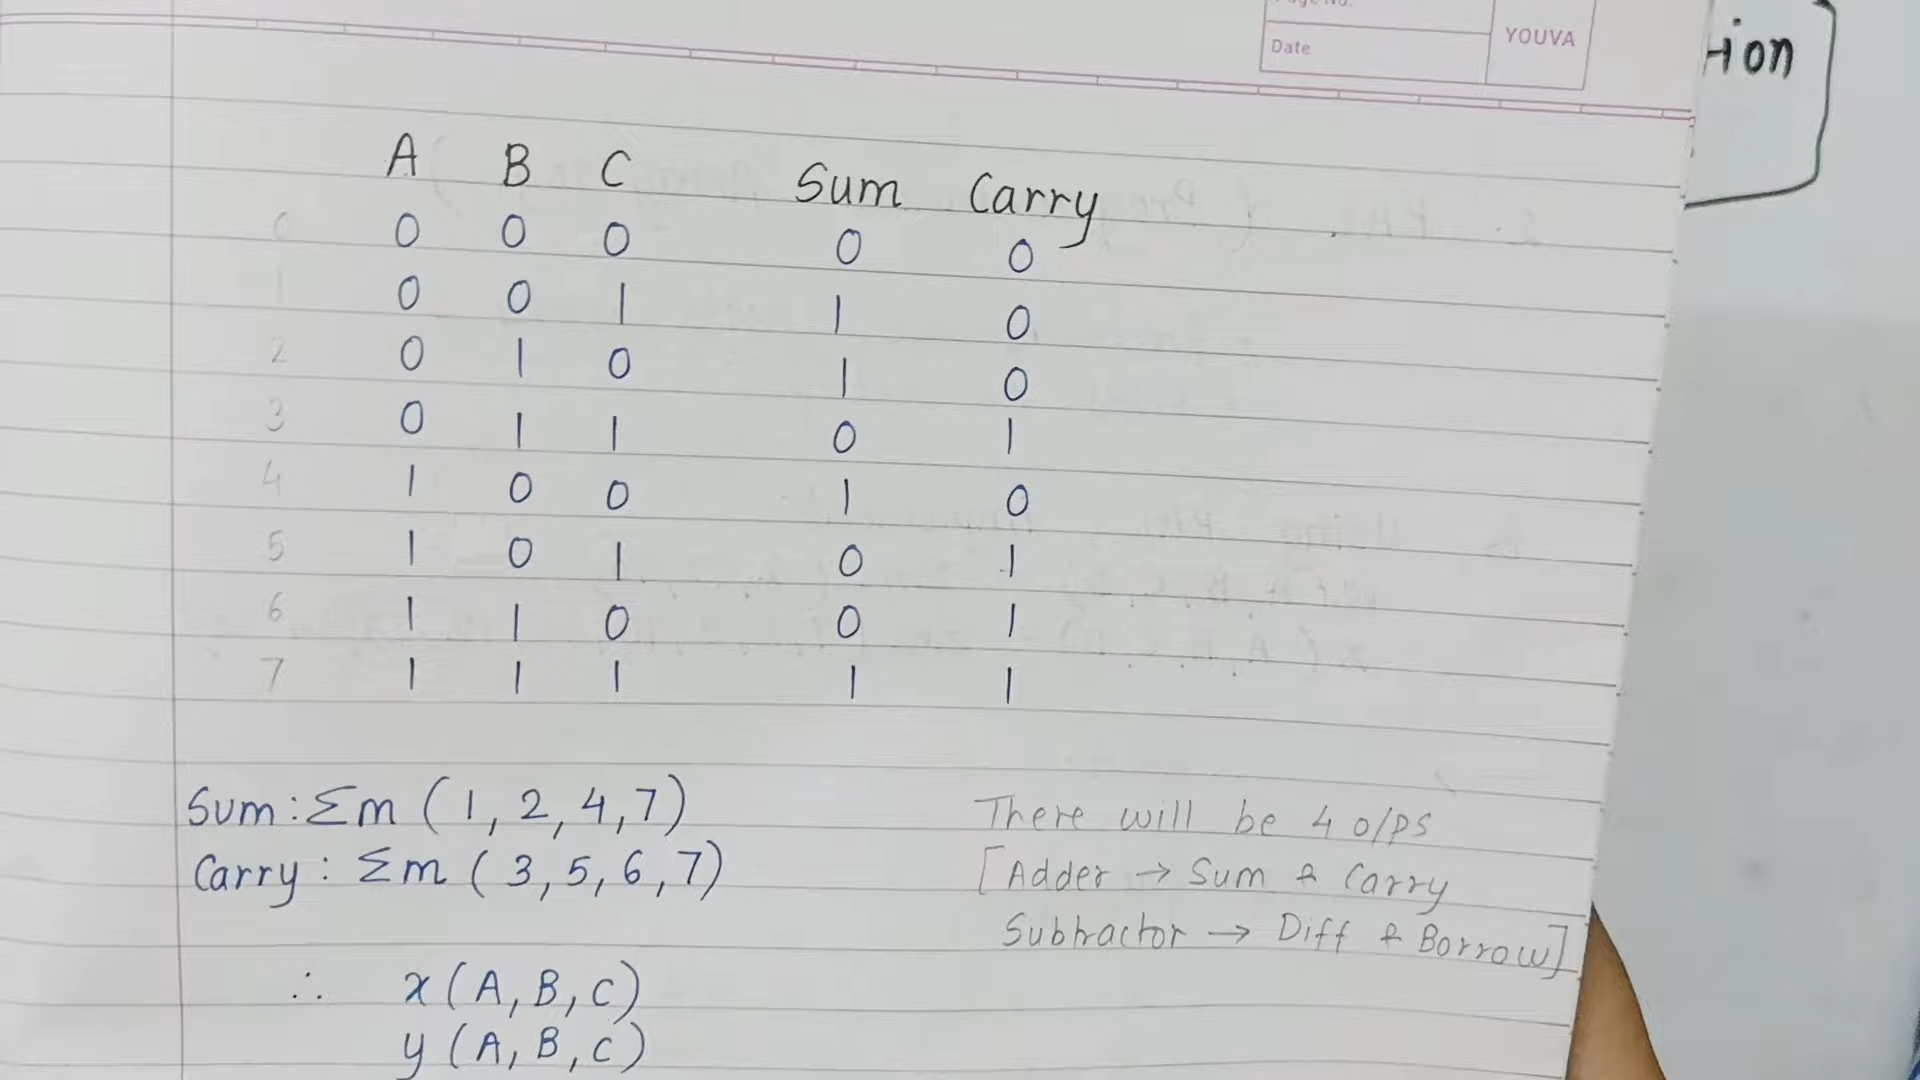 Page No.
Date
YOUVA
tion
A B C Sum Carry
0 0 0 0 0 0
1 0 0 1 1 0
2 0 1 0 1 0
3 0 1 1 0 1
4 1 0 0 1 0
5 1 0 1 0 1
6 1 1 0 0 1
7 1 1 1 1 1
Sum : Σm ( 1, 2, 4, 7)
Carry : Σm ( 3, 5, 6, 7)
There will be 4 o/ps
[Adder → Sum & Carry
Subtractor → Diff & Borrow]
∴ x (A, B, C)
y (A, B, C)